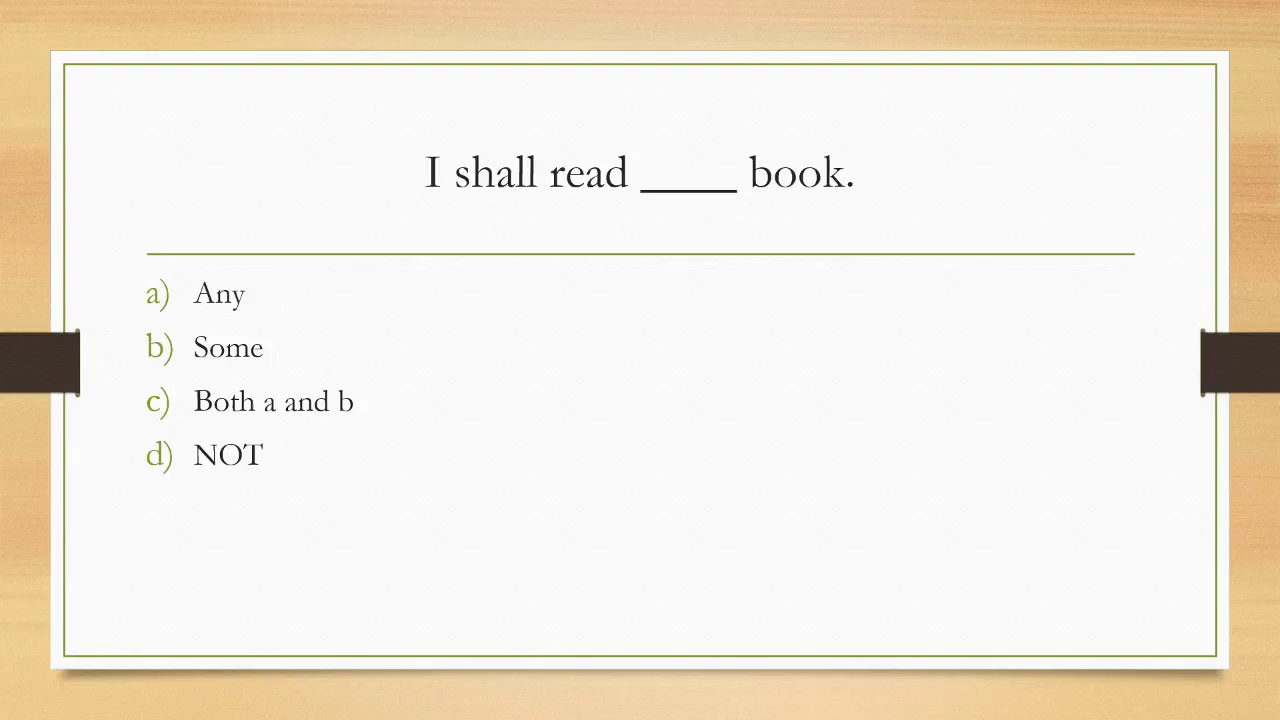 I shall read ____ book.
a) Any
b) Some
c) Both a and b
d) NOT